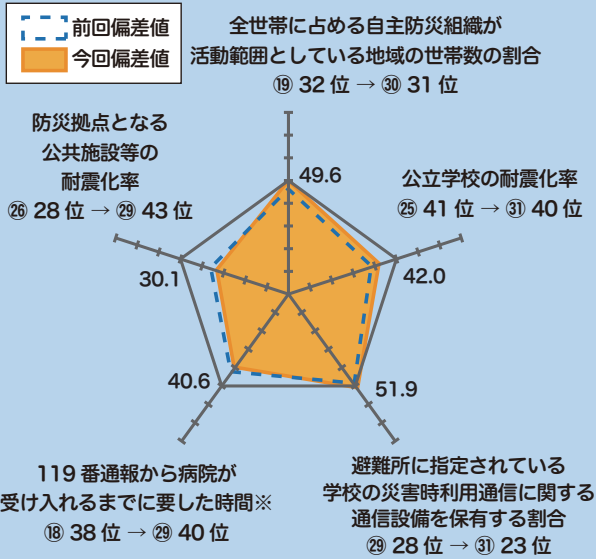 前回偏差値
今回偏差値
全世帯に占める自主防災組織が
活動範囲としている地域の世帯数の割合
⑲ 32 位 → ㉚ 31 位
防災拠点となる
公共施設等の
耐震化率
㉖ 28 位 → ㉙ 43 位
49.6
公立学校の耐震化率
㉕ 41 位 → ㉛ 40 位
42.0
30.1
40.6
51.9
119 番通報から病院が
受け入れるまでに要した時間※
⑱ 38 位 → ㉙ 40 位
避難所に指定されている
学校の災害時利用通信に関する
通信設備を保有する割合
㉙ 28 位 → ㉛ 23 位